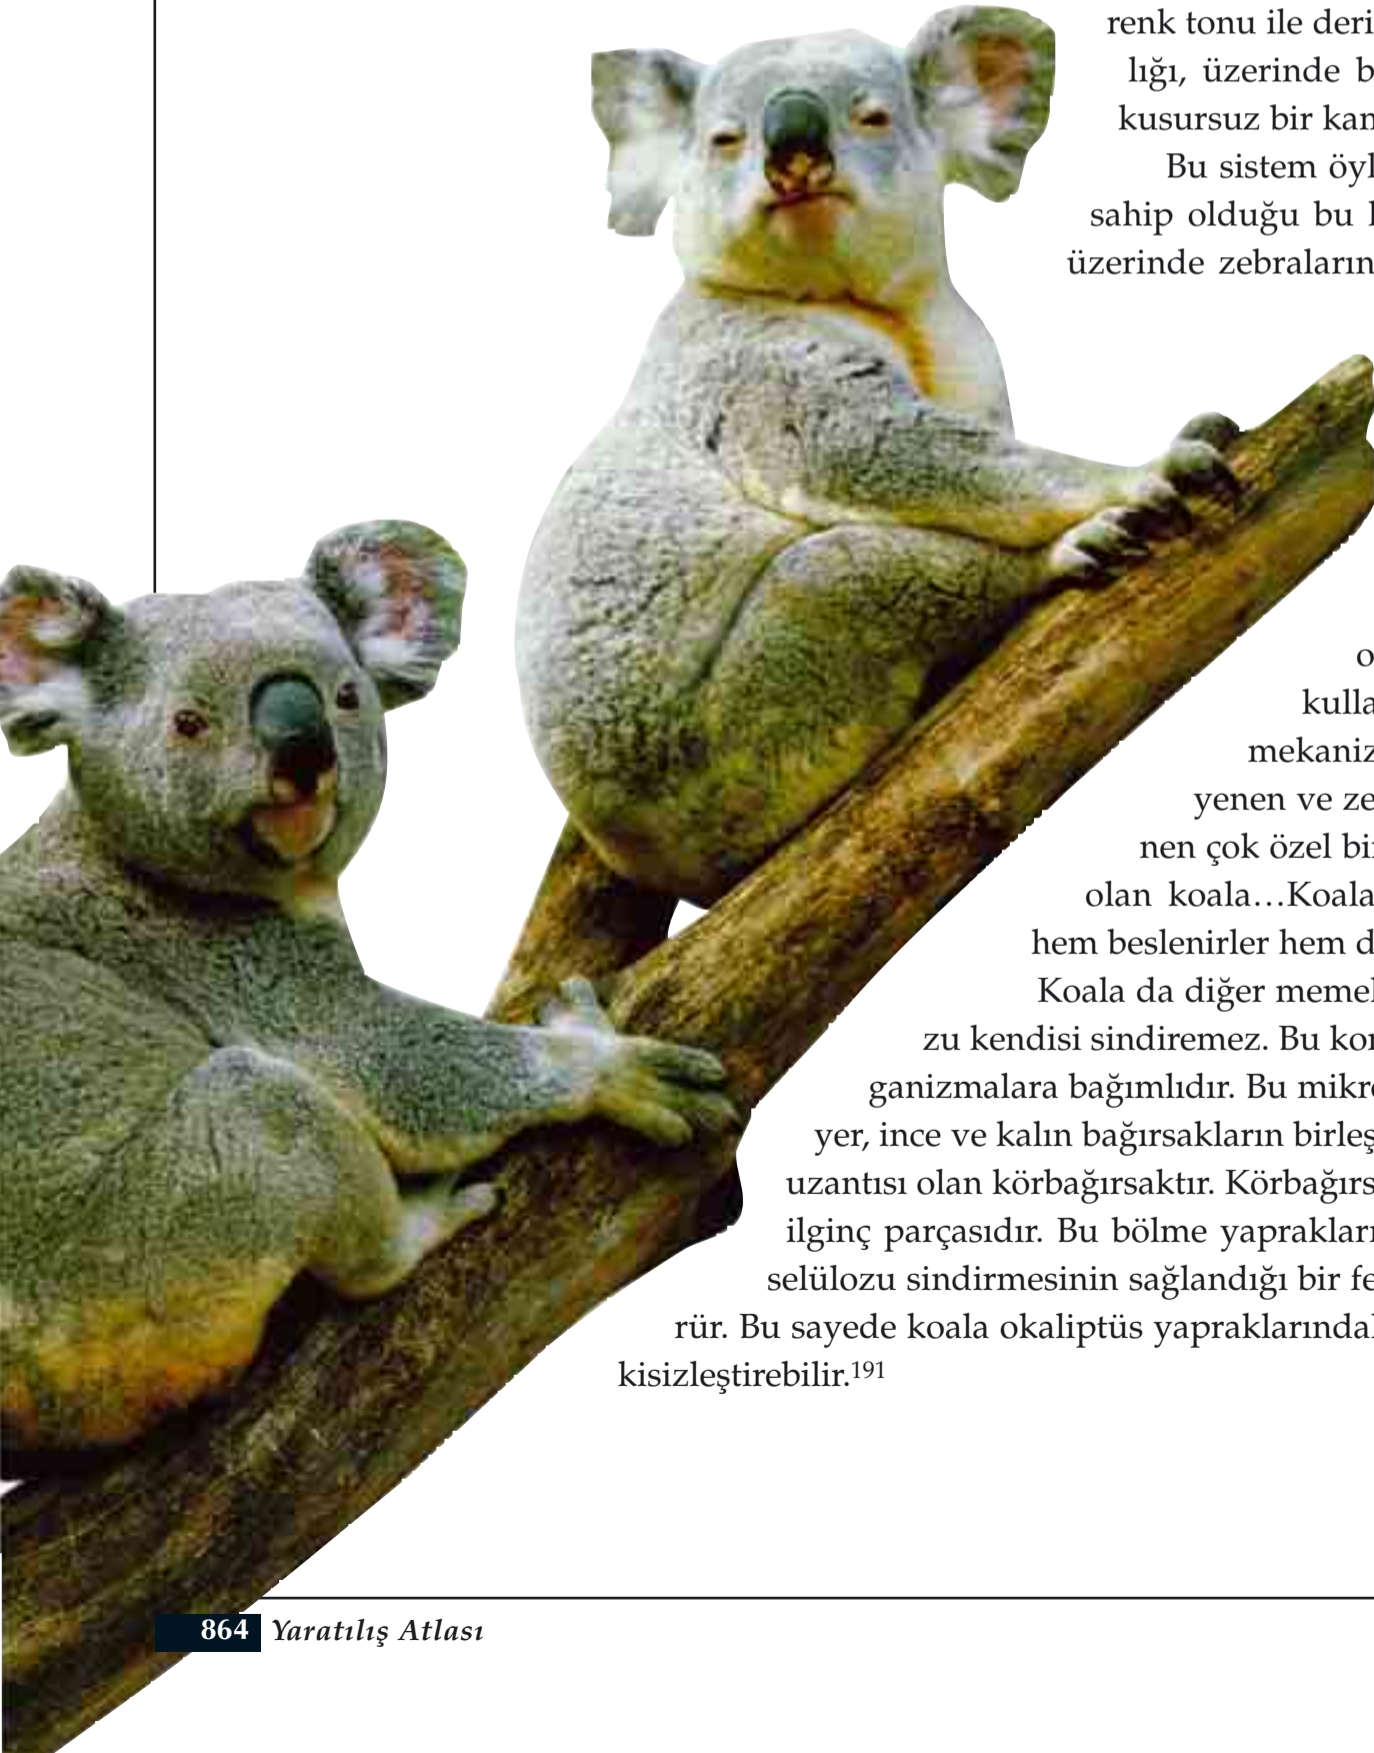 renk tonu ile deri
lığı, üzerinde b
kusursuz bir kam
Bu sistem öyl
sahip olduğu bu
üzerinde zebraların
o
kulla
mekaniz
yenen ve ze
nen çok özel bir
olan koala…Koala
hem beslenirler hem d
Koala da diğer memel
zu kendisi sindiremez. Bu kon
ganizmalara bağımlıdır. Bu mikro
yer, ince ve kalın bağırsakların birleş
uzantısı olan körbağırsaktır. Körbağırs
ilginç parçasıdır. Bu bölme yaprakları
selülozu sindirmesinin sağlandığı bir fe
rür. Bu sayede koala okaliptüs yapraklarındak
kisizleştirebilir.191
864 Yaratılış Atlası